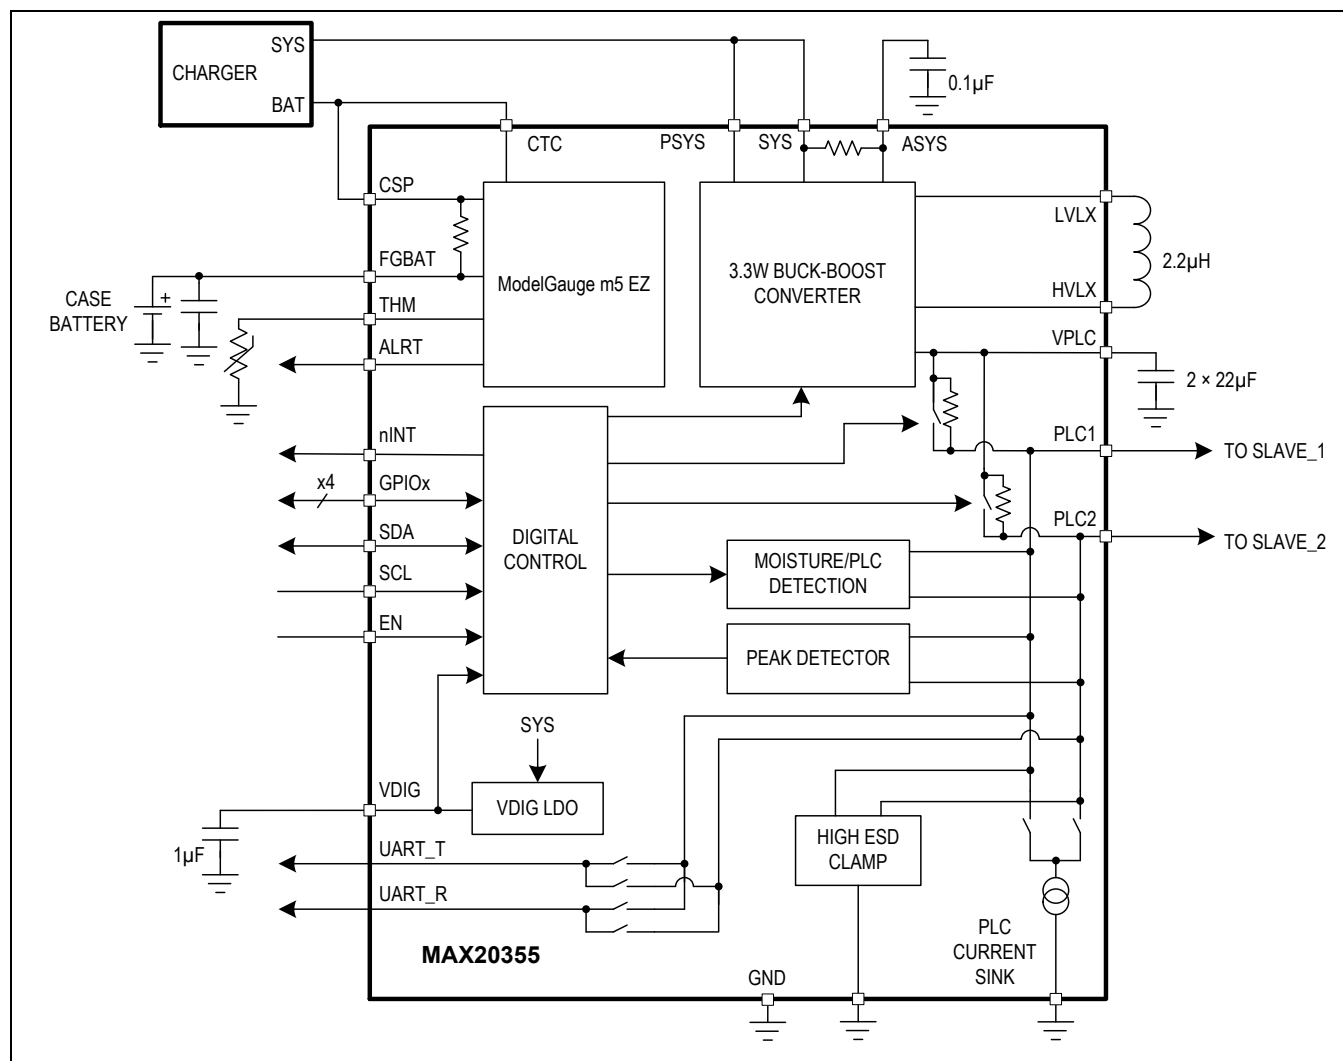 SYS
CHARGER
BAT
0.1µF
CTC
PSYS
SYS
ASYS
CSP
LVLX
FGBAT
ModelGauge m5 EZ
3.3W BUCK-BOOST
CONVERTER
2.2µH
CASE
BATTERY
+
THM
HVLX
ALRT
VPLC
2 × 22µF
nINT
PLC1
TO SLAVE_1
x4
GPIOx
PLC2
TO SLAVE_2
SDA
DIGITAL
CONTROL
MOISTURE/PLC
DETECTION
SCL
EN
PEAK DETECTOR
SYS
VDIG
VDIG LDO
1µF
UART_T
HIGH ESD
CLAMP
UART_R
PLC
CURRENT
SINK
MAX20355
GND